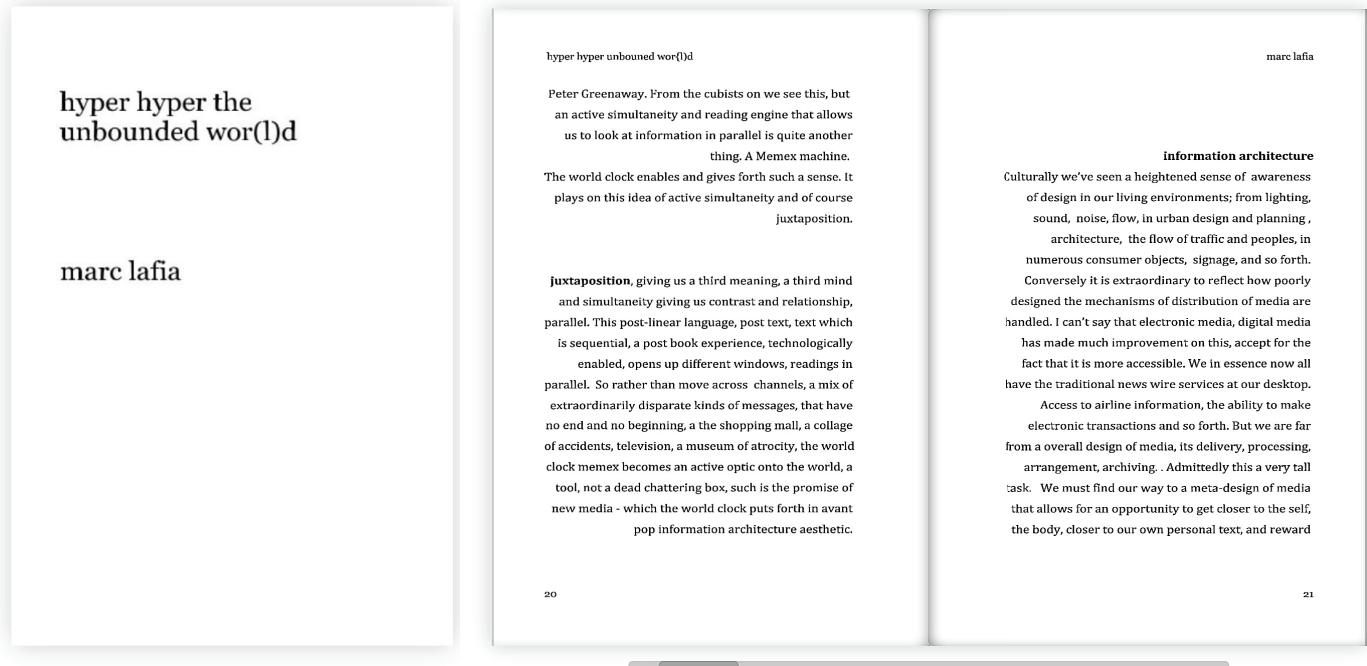 hyper hyper the
unbounded wor(l)d
marc lafia
hyper hyper unbouned wor(l)d
Peter Greenaway. From the cubists on we see this, but
an active simultaneity and reading engine that allows
us to look at information in parallel is quite another
thing. A Memex machine.
The world clock enables and gives forth such a sense. It
plays on this idea of active simultaneity and of course
juxtaposition.
juxtaposition, giving us a third meaning, a third mind
and simultaneity giving us contrast and relationship,
parallel. This post-linear language, post text, text which
is sequential, a post book experience, technologically
enabled, opens up different windows, readings in
parallel.  So rather than move across  channels, a mix of
extraordinarily disparate kinds of messages, that have
no end and no beginning, a the shopping mall, a collage
of accidents, television, a museum of atrocity, the world
clock memex becomes an active optic onto the world, a
tool, not a dead chattering box, such is the promise of
new media - which the world clock puts forth in avant
pop information architecture aesthetic.
20
marc lafia
information architecture
Culturally we've seen a heightened sense of  awareness
of design in our living environments; from lighting,
sound,  noise, flow, in urban design and planning ,
architecture,  the flow of traffic and peoples, in
numerous consumer objects,  signage, and so forth.
Conversely it is extraordinary to reflect how poorly
designed the mechanisms of distribution of media are
handled. I can't say that electronic media, digital media
has made much improvement on this, accept for the
fact that it is more accessible. We in essence now all
have the traditional news wire services at our desktop.
Access to airline information, the ability to make
electronic transactions and so forth. But we are far
from a overall design of media, its delivery, processing,
arrangement, archiving. . Admittedly this a very tall
task.   We must find our way to a meta-design of media
that allows for an opportunity to get closer to the self,
the body, closer to our own personal text, and reward
21